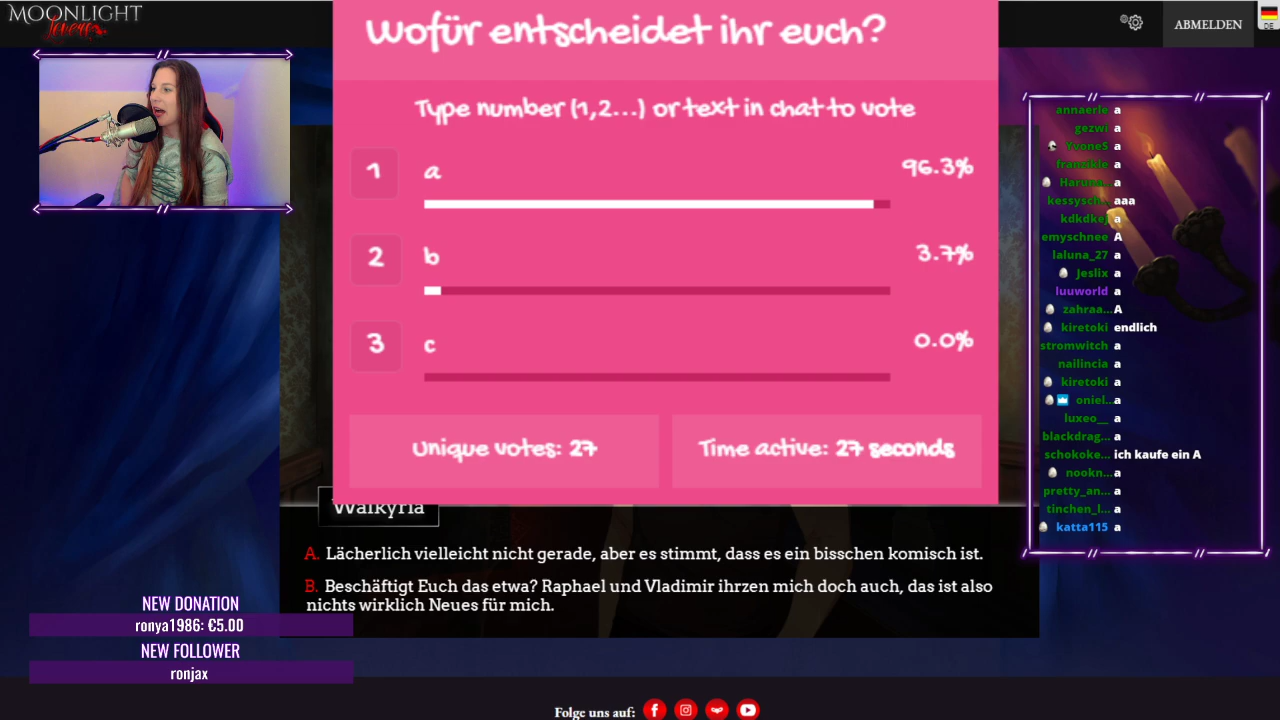 MOONLIGHT
lovers
ABMELDEN
DE
Wofür entscheidet ihr euch?
Type number (1,2...) or text in chat to vote
1 a 96.3%
2 b 3.7%
3 c 0.0%
Unique votes: 27
Time active: 27 seconds
annaerle a
gezwi a
YvoneS a
franzikle a
Haruna... a
kessysch... aaa
kdkdkej a
emyschnee A
laluna_27 a
Jeslix a
luuworld a
zahraa... A
kiretoki endlich
stromwitch a
nailincia a
kiretoki a
oniel... a
luxeo__ a
blackdrag... a
schokoke... ich kaufe ein A
nookn... a
pretty_an... a
tinchen_l... a
katta115 a
Walkyria
A. Lächerlich vielleicht nicht gerade, aber es stimmt, dass es ein bisschen komisch ist.
B. Beschäftigt Euch das etwa? Raphael und Vladimir ihrzen mich doch auch, das ist also
nichts wirklich Neues für mich.
NEW DONATION
ronya1986: €5.00
NEW FOLLOWER
ronjax
Folge uns auf: